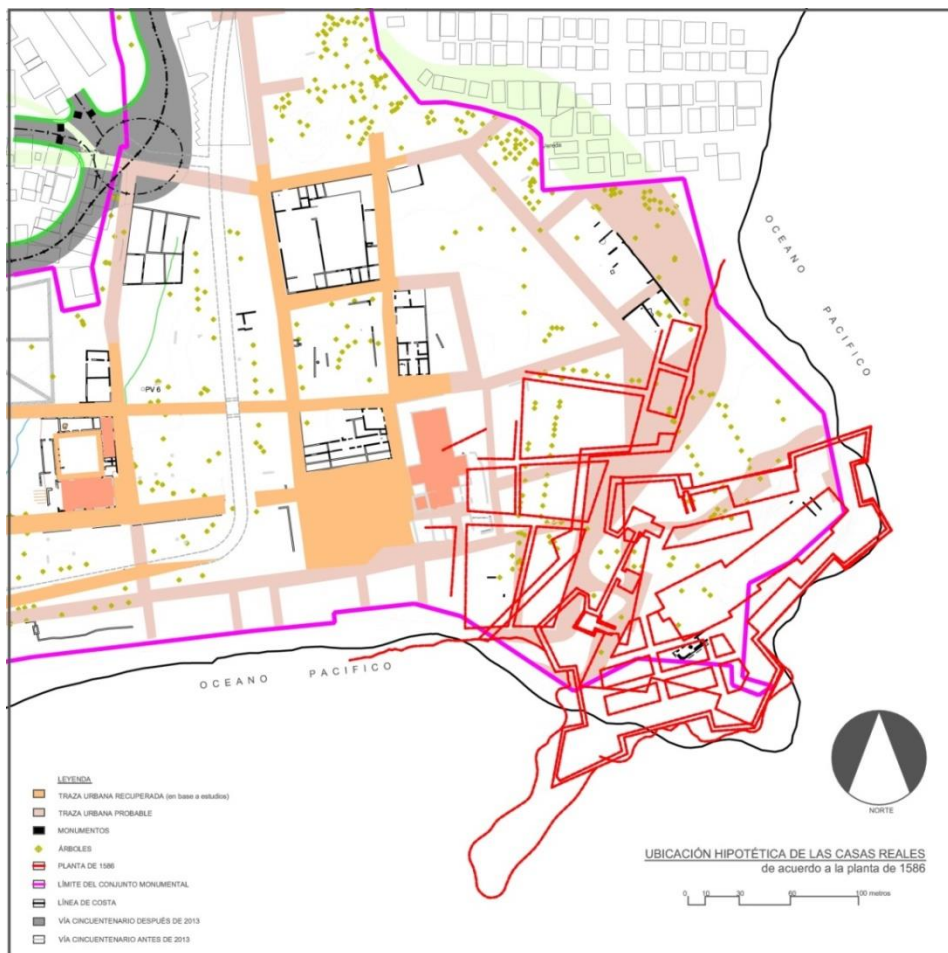 OCEANO PACIFICO
PV 6
OCEANO PACIFICO
LEYENDA
TRAZA URBANA RECUPERADA (en base a estudios)
TRAZA URBANA PROBABLE
MONUMENTOS
ÁRBOLES
PLANTA DE 1586
LÍMITE DEL CONJUNTO MONUMENTAL
LÍNEA DE COSTA
VÍA CINCUENTENARIO DESPUÉS DE 2013
VÍA CINCUENTENARIO ANTES DE 2013
NORTE
UBICACIÓN HIPOTÉTICA DE LAS CASAS REALES
de acuerdo a la planta de 1586
0 10 30 60 100 metros